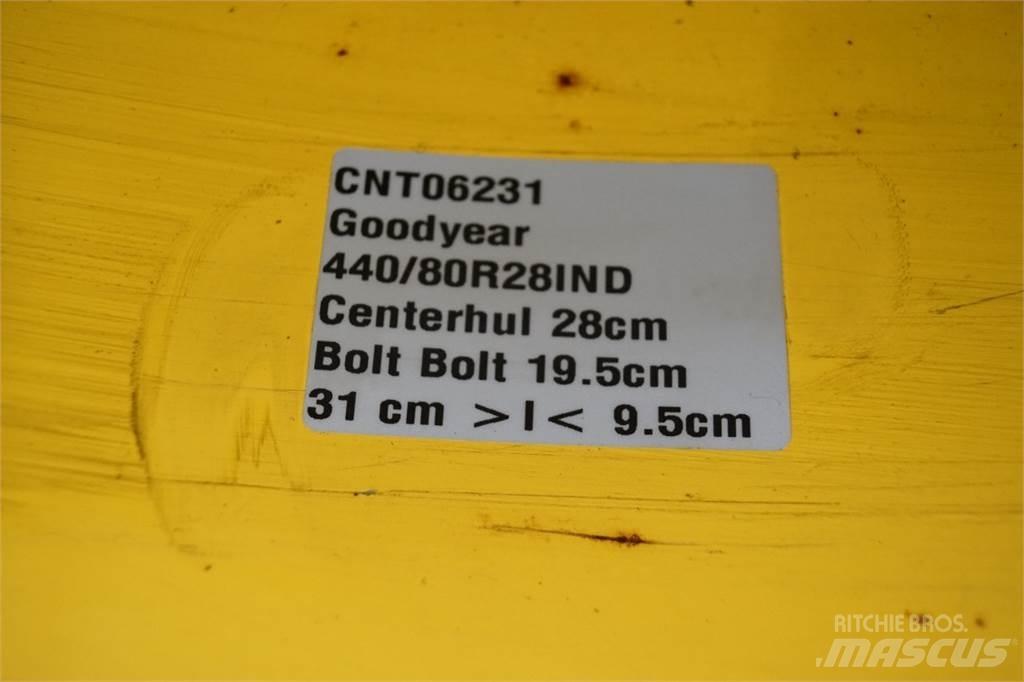 CNT06231
Goodyear
440/80R28IND
Centerhul 28cm
Bolt Bolt 19.5cm
31 cm >I< 9.5cm
RITCHIE BROS.
MASCUS